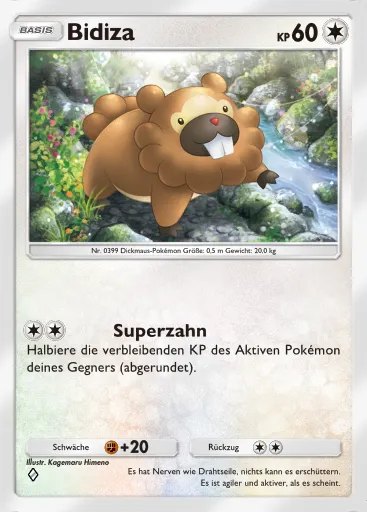 BASIS Bidiza KP 60
Nr. 0399 Dickmaus-Pokémon Größe: 0,5 m Gewicht: 20.0 kg
Superzahn
Halbiere die verbleibenden KP des Aktiven Pokémon
deines Gegners (abgerundet).
Schwäche +20 Rückzug
Illustr. Kagemaru Himeno
Es hat Nerven wie Drahtseile, nichts kann es erschüttern.
Es ist agiler und aktiver, als es scheint.